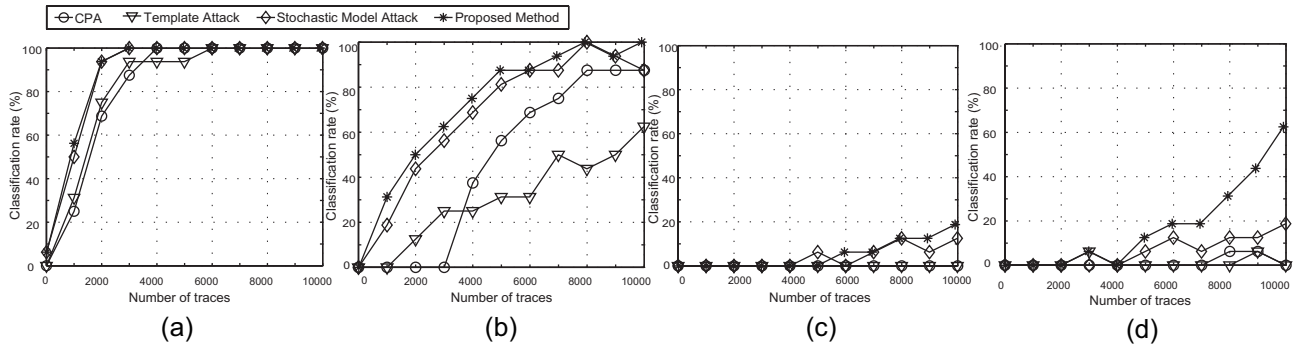 CPA Template Attack Stochastic Model Attack Proposed Method
100
80
60
40
20
0
Classification rate (%)
0 2000 4000 6000 8000 10000
Number of traces
(a)
100
80
60
40
20
0
Classification rate (%)
0 2000 4000 6000 8000 10000
Number of traces
(b)
100
80
60
40
20
0
Classification rate (%)
0 2000 4000 6000 8000 10000
Number of traces
(c)
100
80
60
40
20
0
Classification rate (%)
0 2000 4000 6000 8000 10000
Number of traces
(d)